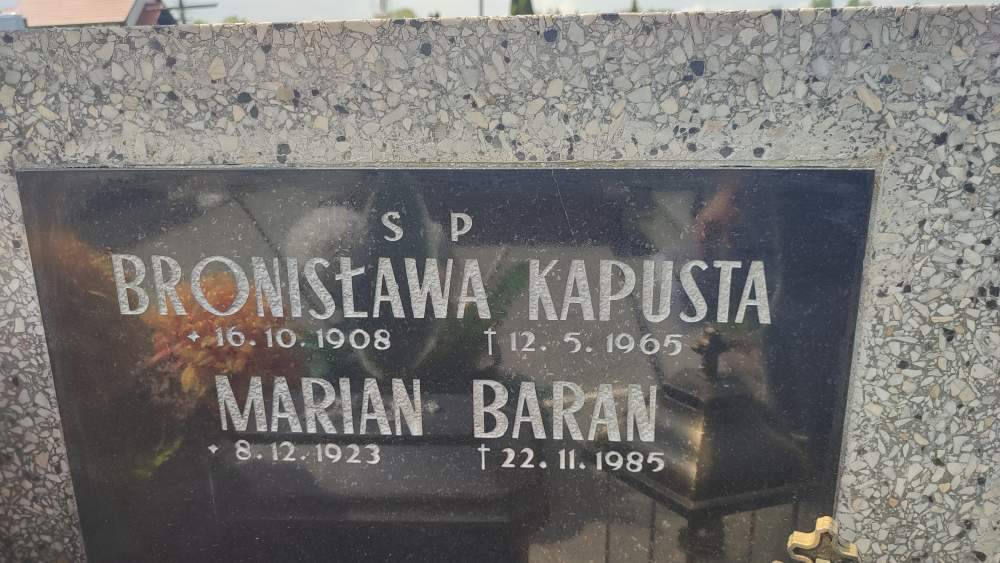 S P
BRONISŁAWA KAPUSTA
* 16.10.1908 † 12.5.1965
MARIAN BARAN
* 8.12.1923 † 22.11.1985